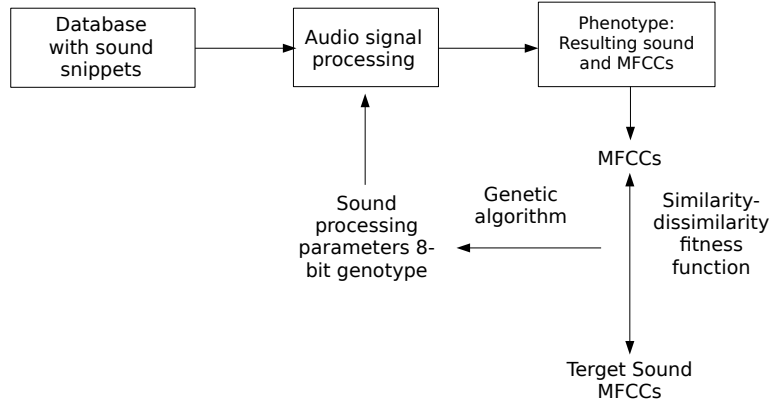 Database
with sound
snippets
Audio signal
processing
Phenotype:
Resulting sound
and MFCCs
MFCCs
Sound
processing
parameters 8-
bit genotype
Genetic
algorithm
Similarity-
dissimilarity
fitness
function
Terget Sound
MFCCs